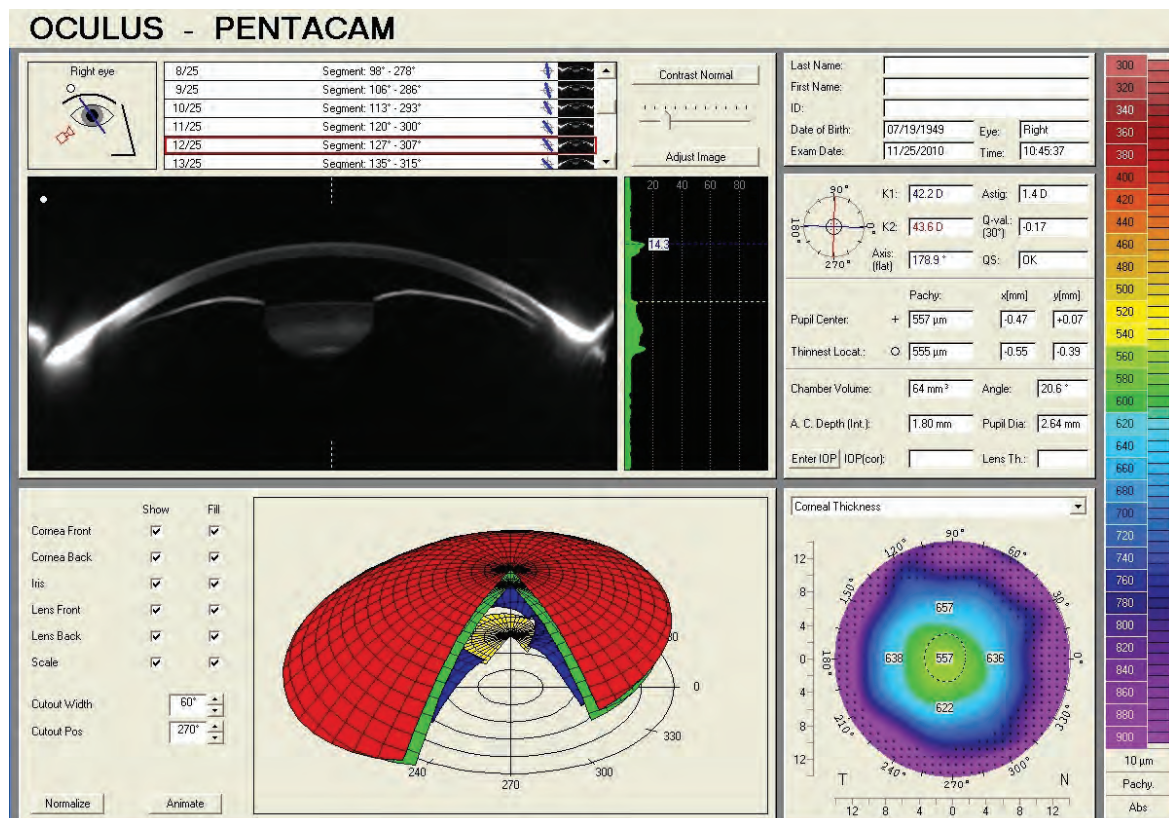 OCULUS - PENTACAM
Right eye
8/25 Segment: 98° - 278°
9/25 Segment: 106° - 286°
10/25 Segment: 113° - 293°
11/25 Segment: 120° - 300°
12/25 Segment: 127° - 307°
13/25 Segment: 135° - 315°
Contrast Normal
Adjust Image
20 40 60 80
14.3
Last Name:
First Name:
ID:
Date of Birth: 07/19/1949 Eye: Right
Exam Date: 11/25/2010 Time: 10:45:37
90°
180° 0°
270°
K1: 42.2 D Astig: 1.4 D
K2: 43.6 D Q-val.: (30°) -0.17
Axis: (flat) 178.9° QS: OK
Pachy: x[mm] y[mm]
Pupil Center: + 557 µm -0.47 +0.07
Thinnest Locat.: O 555 µm -0.55 -0.39
Chamber Volume: 64 mm³ Angle: 20.6°
A. C. Depth (Int.): 1.80 mm Pupil Dia: 2.64 mm
Enter IOP IOP(cor): Lens Th.:
Show Fill
Cornea Front
Cornea Back
Iris
Lens Front
Lens Back
Scale
Cutout Width 60°
Cutout Pos 270°
Normalize Animate
0
330
300
270
240
Corneal Thickness
90°
120° 60°
150° 30°
180° 0°
210° 330°
240° 300°
270°
12
8
4
0
4
8
12
657
638 557 636
622
T N
12 8 4 0 4 8 12
300
320
340
360
380
400
420
440
460
480
500
520
540
560
580
600
620
640
660
680
700
720
740
760
780
800
820
840
860
880
900
10 µm
Pachy.
Abs